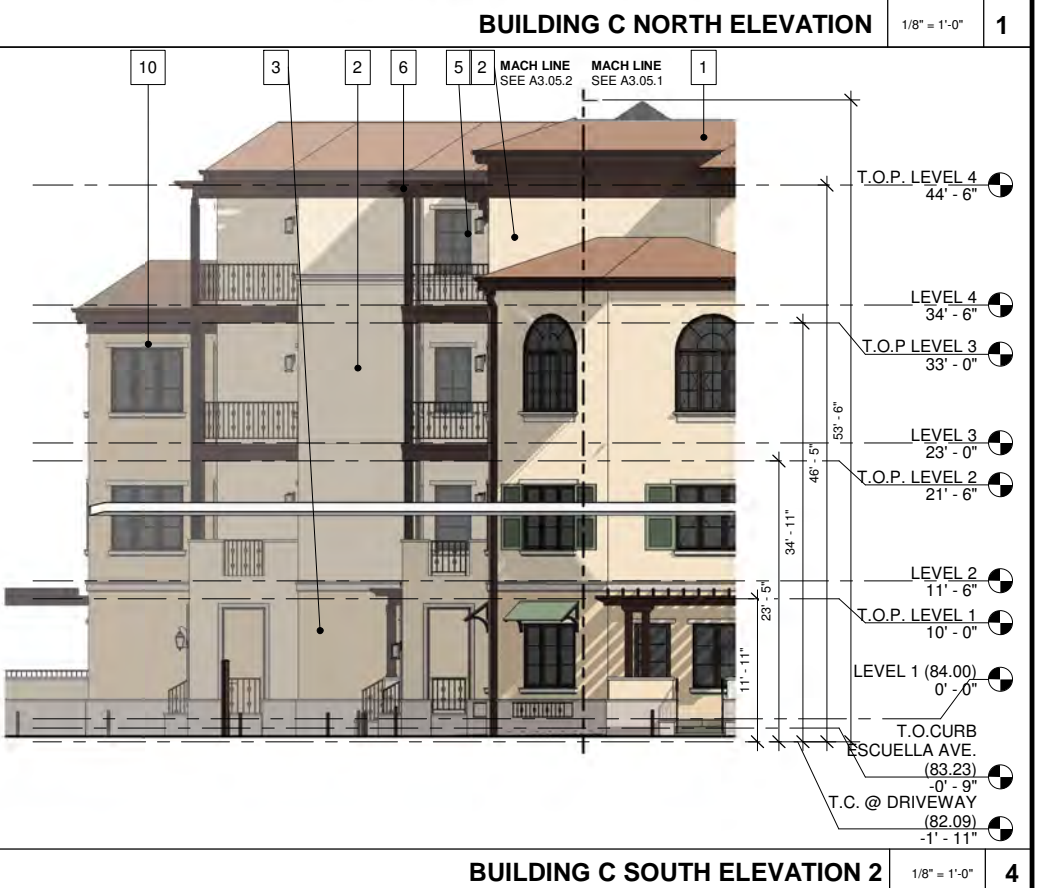 BUILDING C NORTH ELEVATION 1/8" = 1'-0" 1
10 3 2 6 5 2 MACH LINE MACH LINE 1
SEE A3.05.2 SEE A3.05.1
T.O.P. LEVEL 4
44' - 6"
LEVEL 4
34' - 6"
T.O.P LEVEL 3
33' - 0"
53' - 6"
46' - 5"
LEVEL 3
23' - 0"
T.O.P. LEVEL 2
21' - 6"
34' - 11"
LEVEL 2
11' - 6"
23' - 5"
T.O.P. LEVEL 1
10' - 0"
11' - 11"
LEVEL 1 (84.00)
0' - 0"
T.O.CURB
ESCUELLA AVE.
(83.23)
-0' - 9"
T.C. @ DRIVEWAY
(82.09)
-1' - 11"
BUILDING C SOUTH ELEVATION 2 1/8" = 1'-0" 4